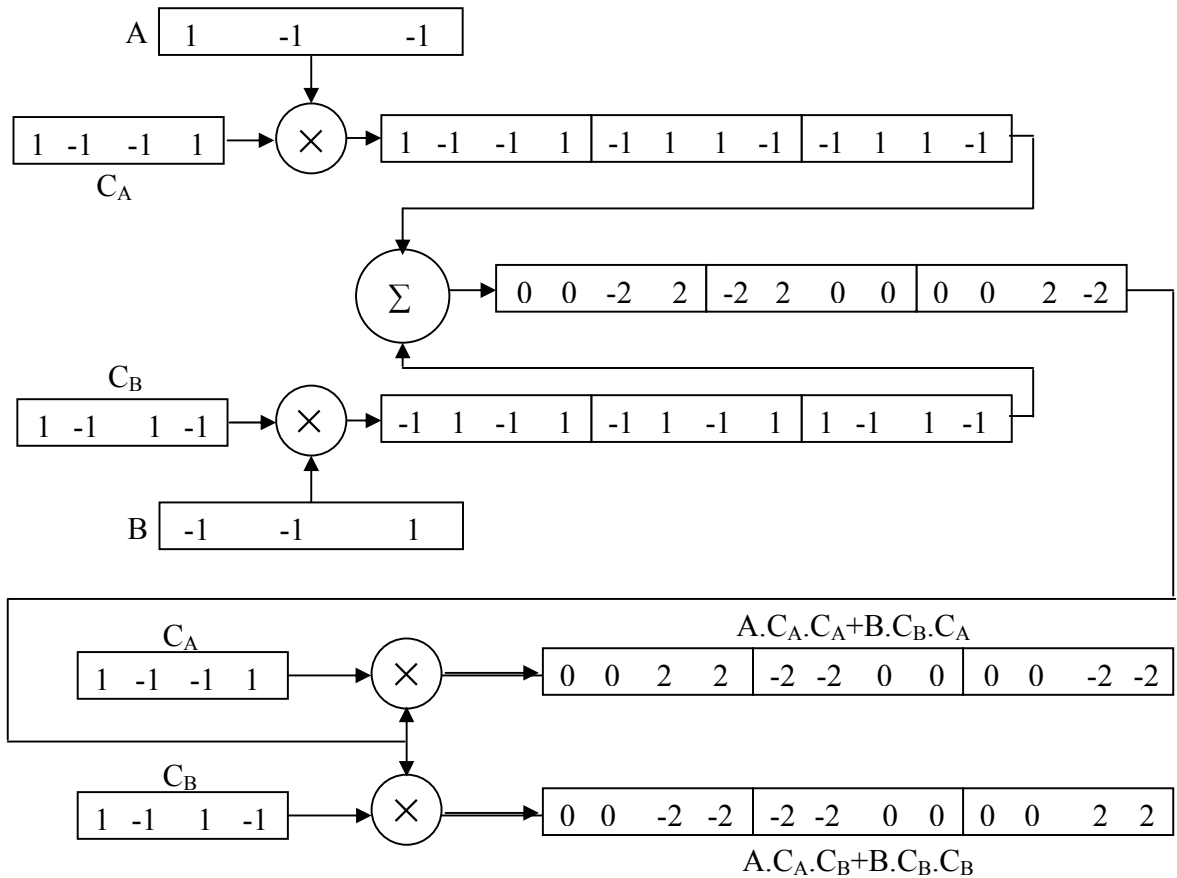 A 1 -1 -1
1 -1 -1 1 × 1 -1 -1 1 -1 1 1 -1 -1 1 1 -1
C_A
∑ 0 0 -2 2 -2 2 0 0 0 0 2 -2
C_B
1 -1 1 -1 × -1 1 -1 1 -1 1 -1 1 1 -1 1 -1
B -1 -1 1
C_A A.C_A.C_A+B.C_B.C_A
1 -1 -1 1 × 0 0 2 2 -2 -2 0 0 0 0 -2 -2
C_B
1 -1 1 -1 × 0 0 -2 -2 -2 -2 0 0 0 0 2 2
A.C_A.C_B+B.C_B.C_B